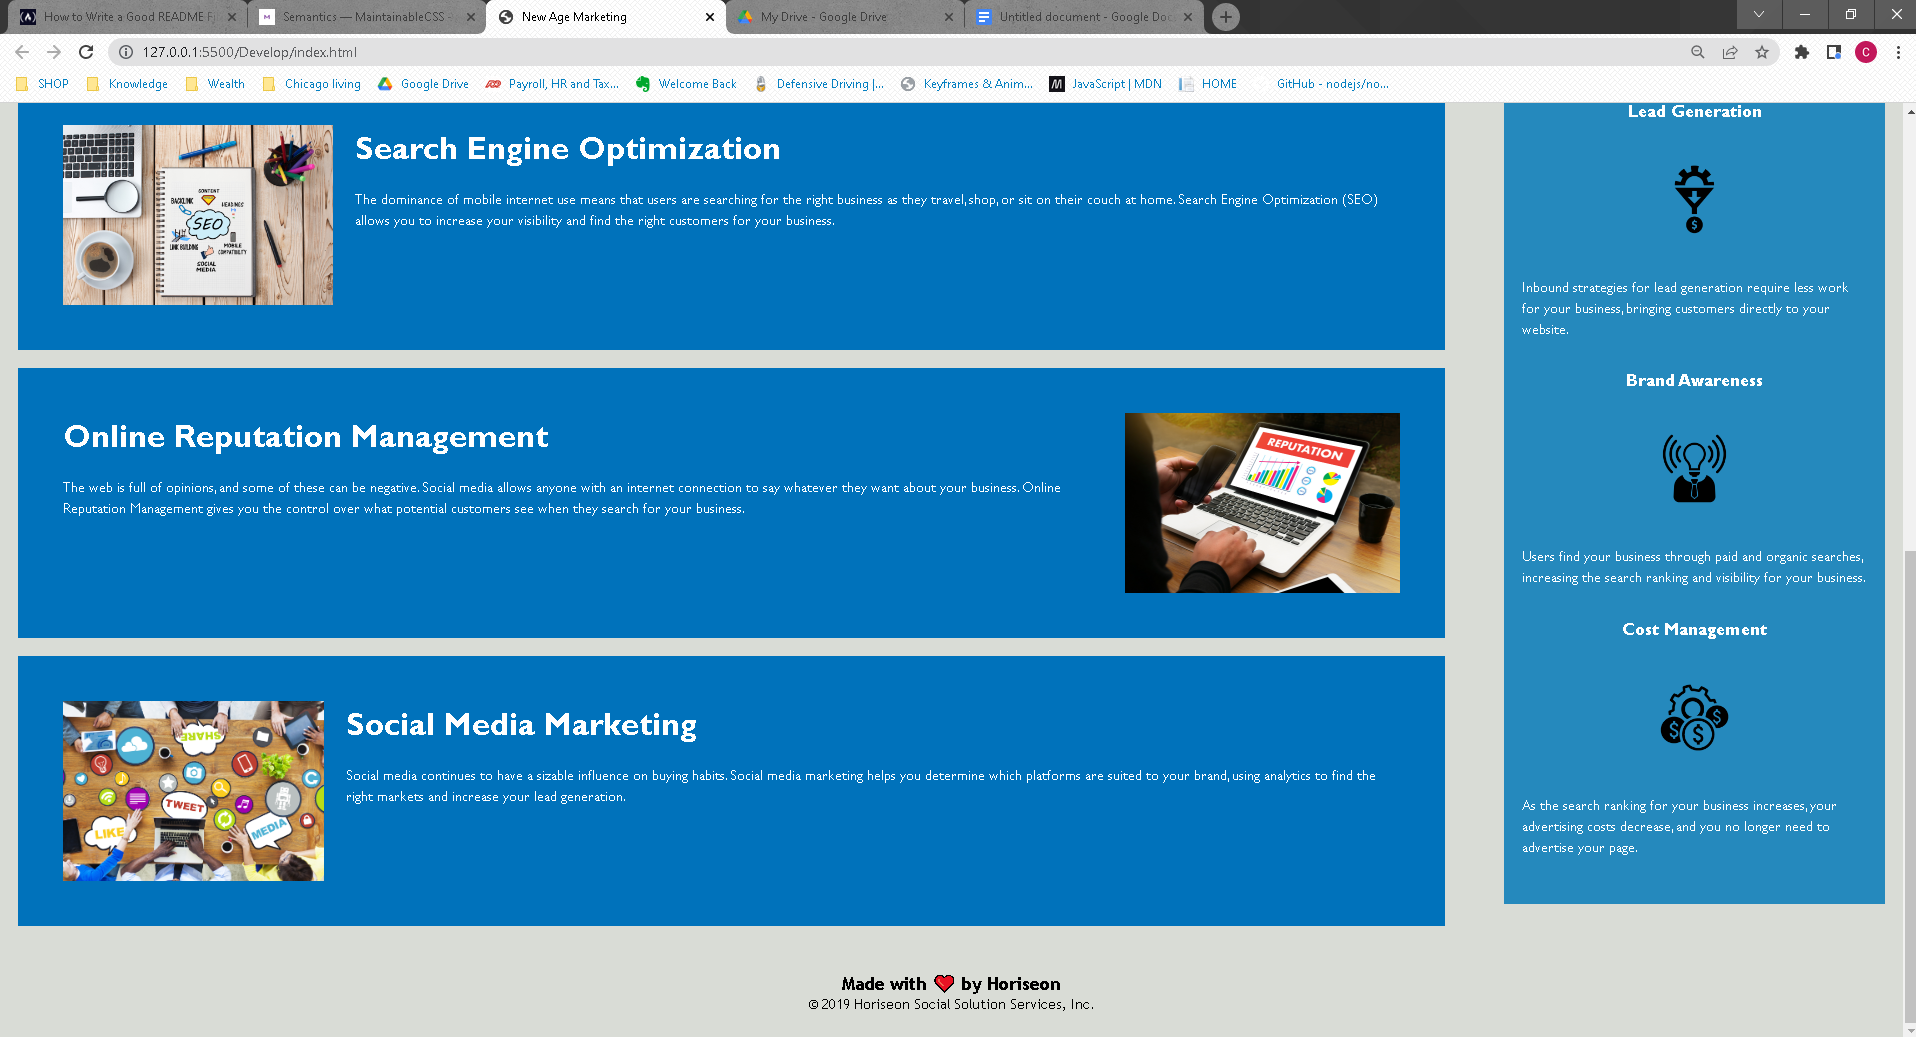 How to Write a Good README F
Semantics — MaintainableCSS -
New Age Marketing
My Drive - Google Drive
Untitled document - Google Doc
127.0.0.1:5500/Develop/index.html
C
SHOP
Knowledge
Wealth
Chicago living
Google Drive
Payroll, HR and Tax...
Welcome Back
Defensive Driving |...
Keyframes & Anim...
JavaScript | MDN
HOME
GitHub - nodejs/no...
CONTENT
BACKLINK
HEADINGS
SEO
LINK BUILDING
MOBILE
COMPATIBILITY
SOCIAL
MEDIA
Search Engine Optimization
The dominance of mobile internet use means that users are searching for the right business as they travel, shop, or sit on their couch at home. Search Engine Optimization (SEO)
allows you to increase your visibility and find the right customers for your business.
Online Reputation Management
The web is full of opinions, and some of these can be negative. Social media allows anyone with an internet connection to say whatever they want about your business. Online
Reputation Management gives you the control over what potential customers see when they search for your business.
REPUTATION
SHARE
TWEET
LIKE
MEDIA
Social Media Marketing
Social media continues to have a sizable influence on buying habits. Social media marketing helps you determine which platforms are suited to your brand, using analytics to find the
right markets and increase your lead generation.
Lead Generation
$
Inbound strategies for lead generation require less work
for your business, bringing customers directly to your
website.
Brand Awareness
Users find your business through paid and organic searches,
increasing the search ranking and visibility for your business.
Cost Management
$ $ $
As the search ranking for your business increases, your
advertising costs decrease, and you no longer need to
advertise your page.
Made with ❤️ by Horiseon
© 2019 Horiseon Social Solution Services, Inc.